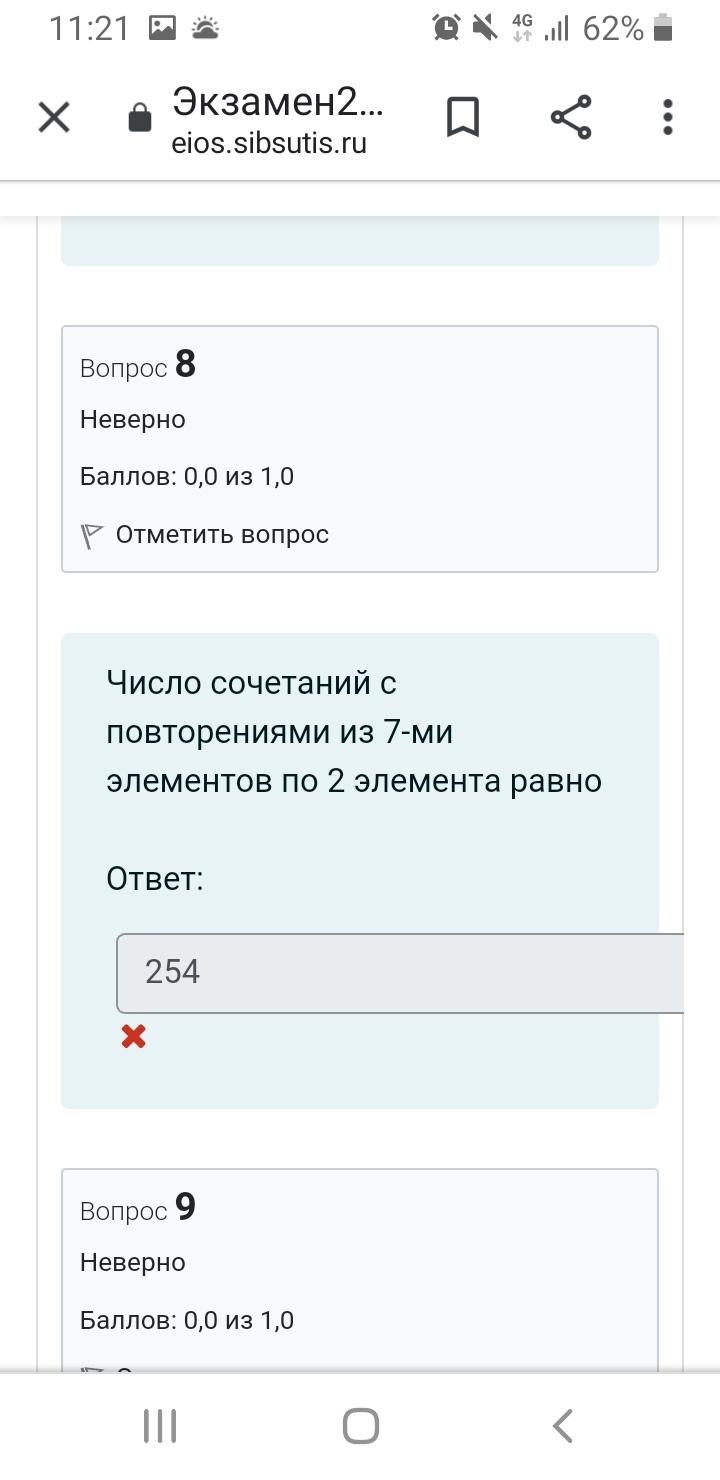 11:21
4G
62%
Экзамен2...
eios.sibsutis.ru
Вопрос 8
Неверно
Баллов: 0,0 из 1,0
Отметить вопрос
Число сочетаний с
повторениями из 7-ми
элементов по 2 элемента равно
Ответ:
254
Вопрос 9
Неверно
Баллов: 0,0 из 1,0